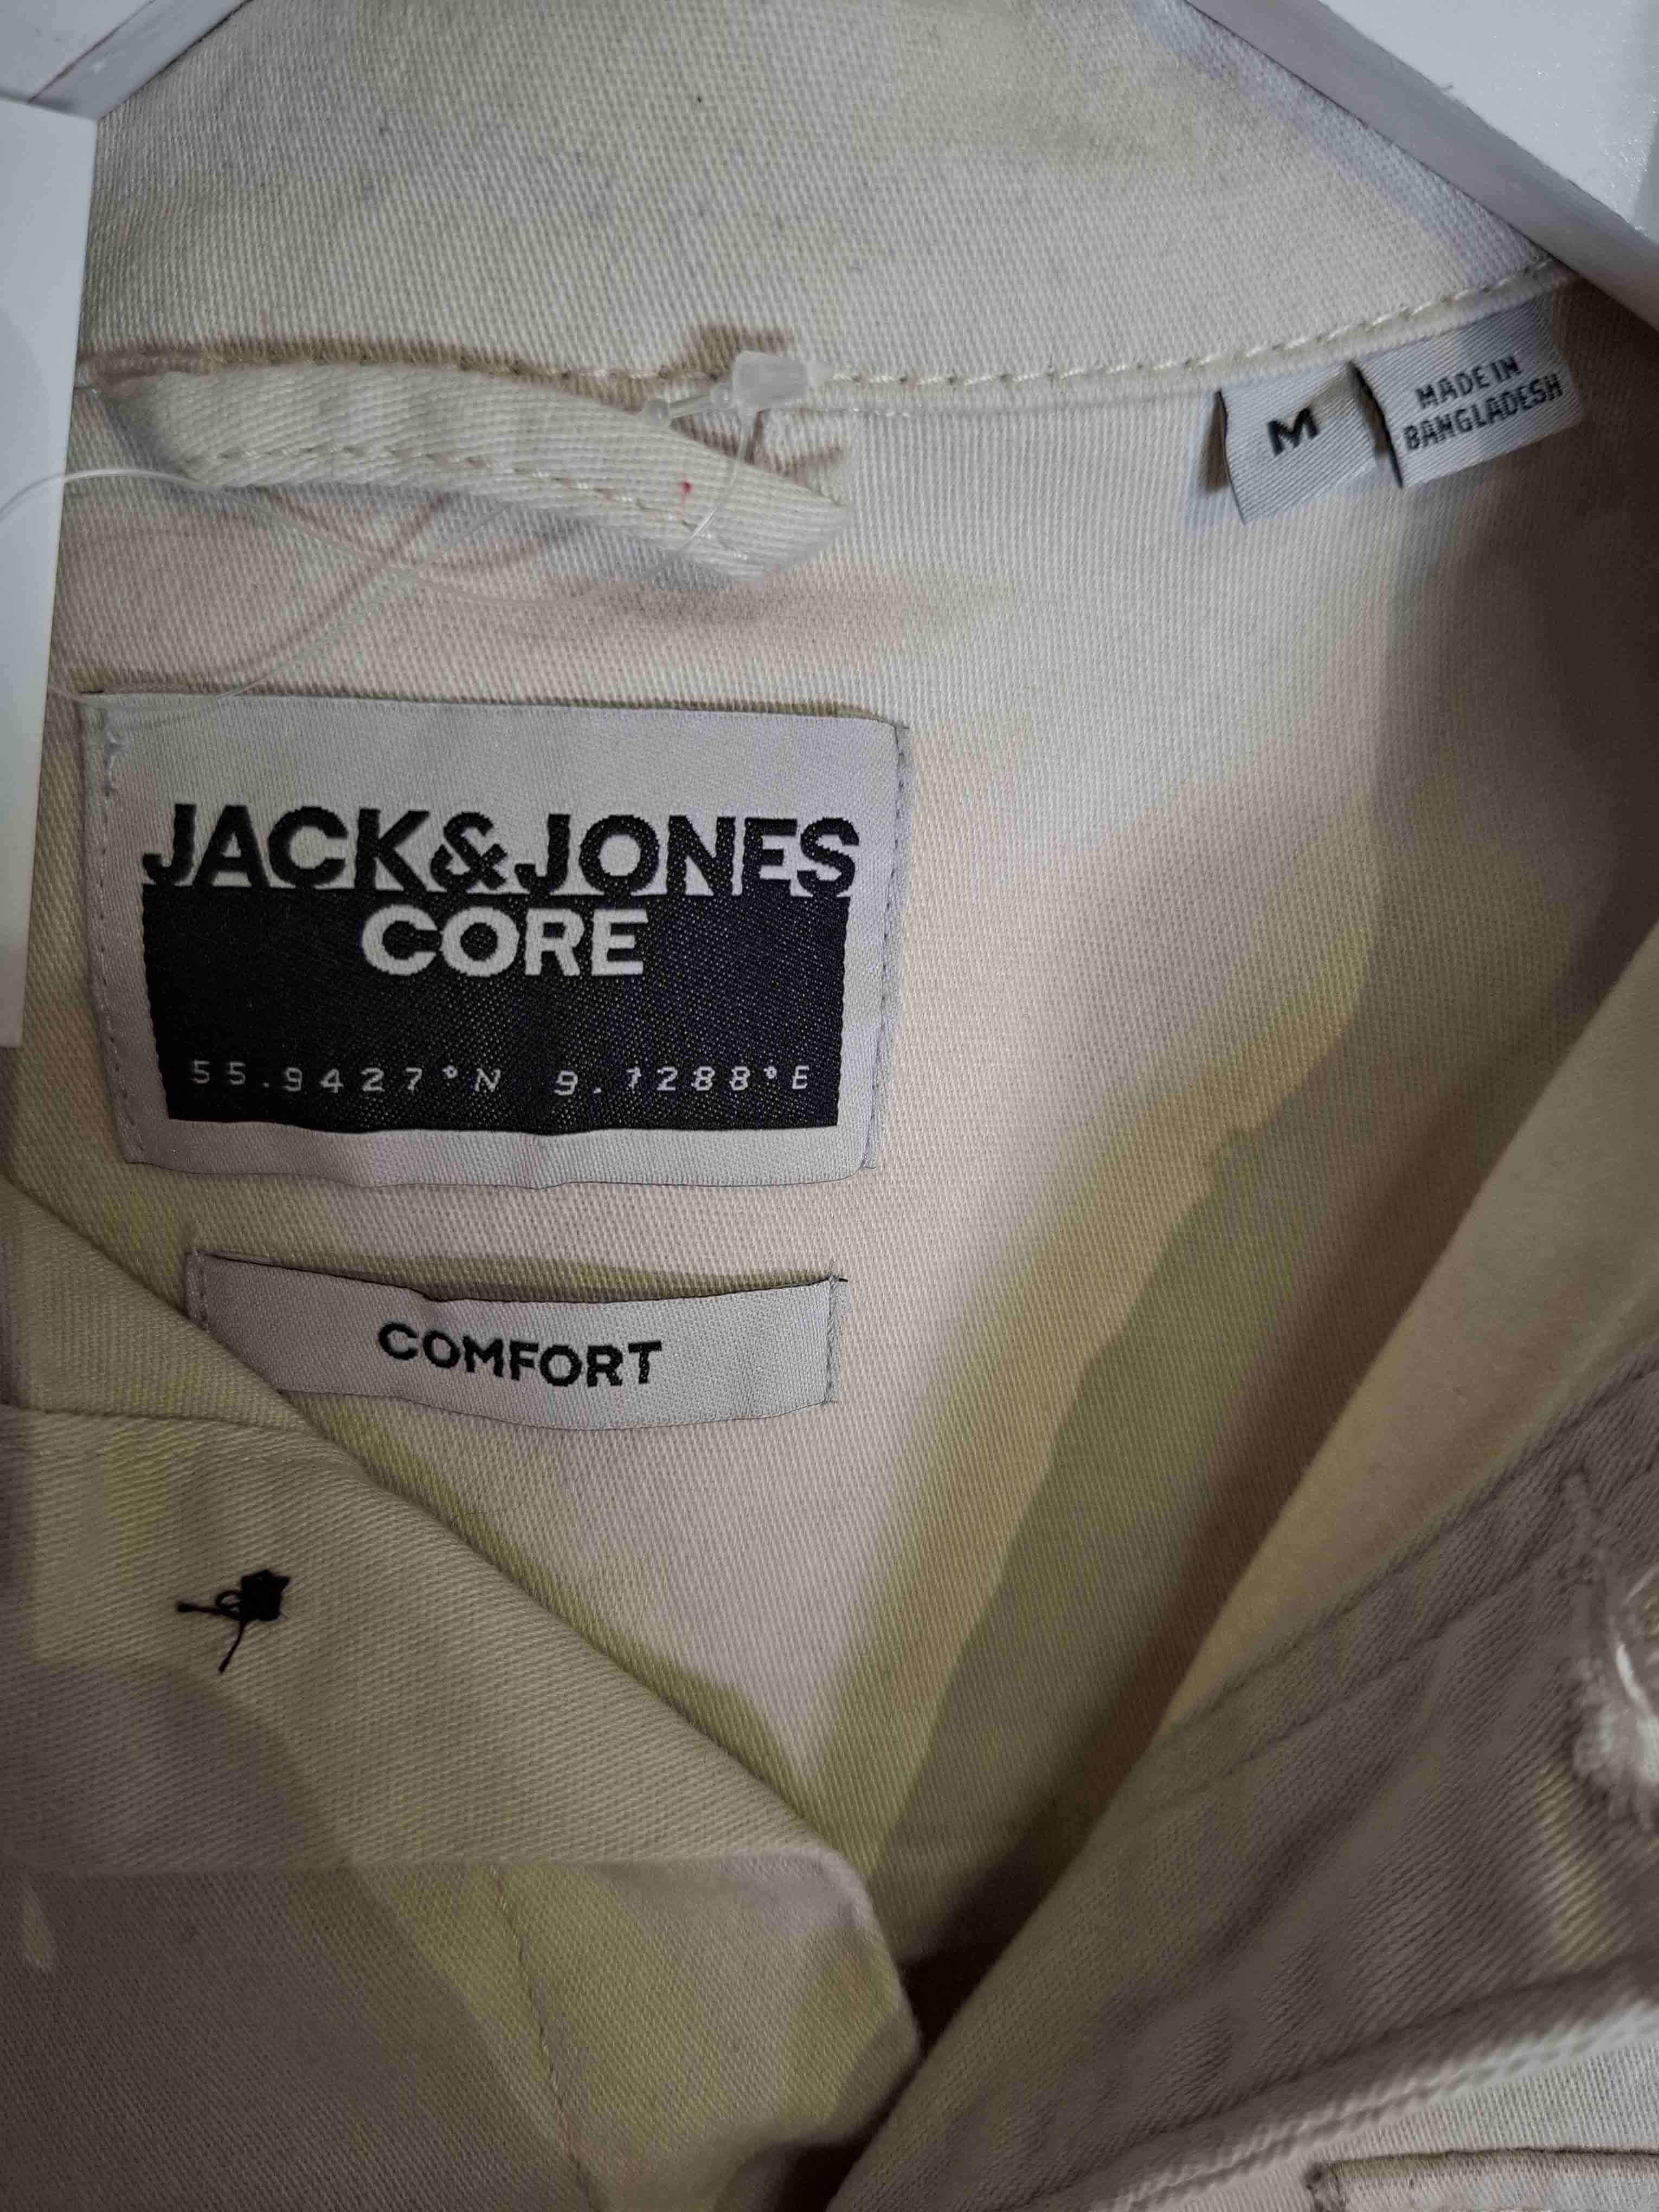 M
MADE IN
BANGLADESH
JACK&JONES
CORE
55.9427°N 9.1288°E
COMFORT